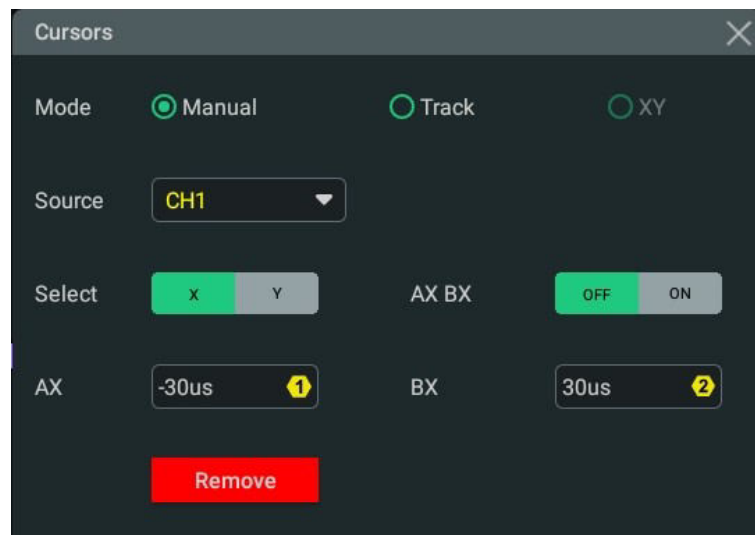 Cursors
Mode Manual Track XY
Source CH1
Select X Y AX BX OFF ON
AX -30us 1 BX 30us 2
Remove